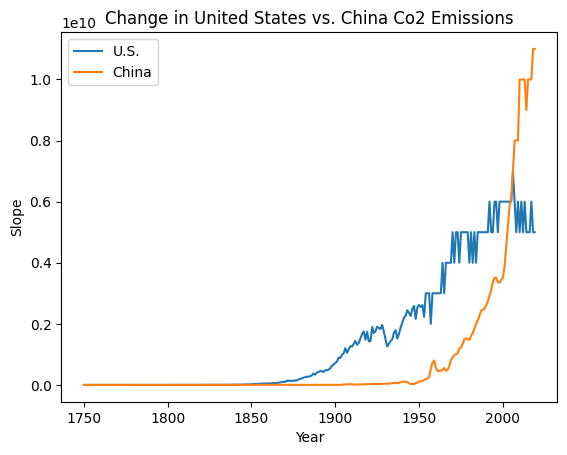 Change in United States vs. China Co2 Emissions
1e10
U.S.
China
1.0
0.8
0.6
0.4
0.2
0.0
Slope
1750
1800
1850
1900
1950
2000
Year